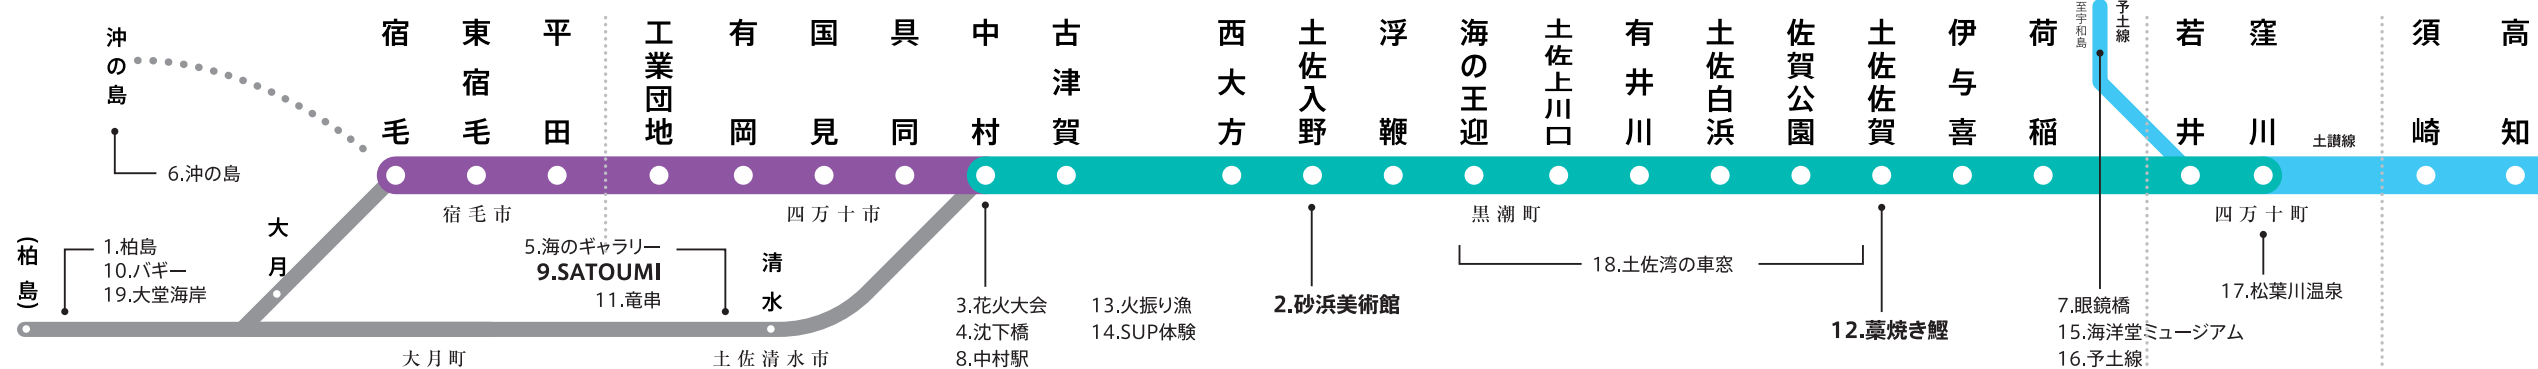 沖の島
宿毛
東宿毛
平田
工業団地
有岡
国見
具同
中村
古津賀
西大方
土佐入野
浮鞭
海の王迎
土佐上川口
有井川
土佐白浜
佐賀公園
土佐佐賀
伊与喜
荷稲
至宇和島
予土線
若井
窪川
土讃線
須崎
高知
6.沖の島
宿毛市
四万十市
黒潮町
四万十町
(柏島)
1.柏島
10.バギー
19.大堂海岸
大月
5.海のギャラリー
9.SATOUMI
11.竜串
清水
大月町
土佐清水市
3.花火大会
4.沈下橋
8.中村駅
13.火振り漁
14.SUP体験
2.砂浜美術館
18.土佐湾の車窓
12.藁焼き鰹
7.眼鏡橋
15.海洋堂ミュージアム
16.予土線
17.松葉川温泉